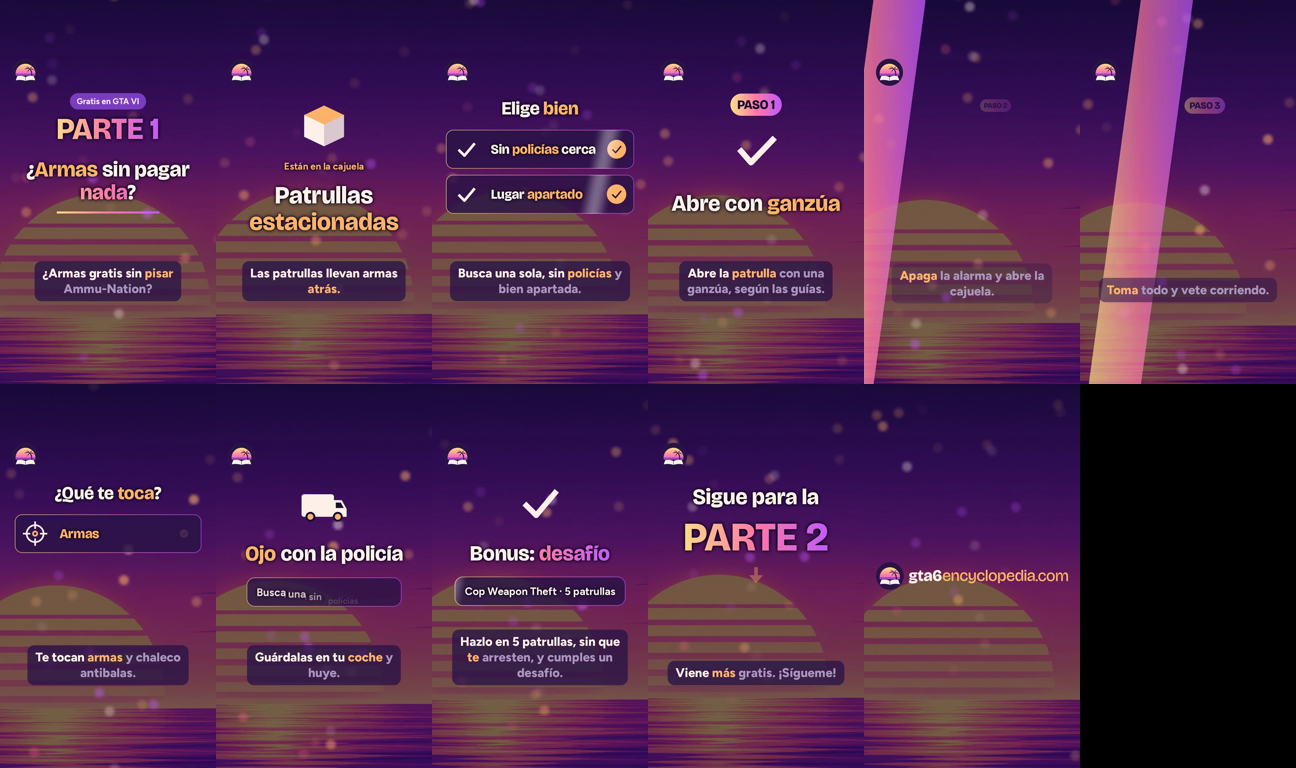 Gratis en GTA VI
PARTE 1
¿Armas sin pagar
nada?
¿Armas gratis sin pisar
Ammu-Nation?
Están en la cajuela
Patrullas
estacionadas
Las patrullas llevan armas
atrás.
Elige bien
Sin policías cerca
Lugar apartado
Busca una sola, sin policías y
bien apartada.
PASO 1
Abre con ganzúa
Abre la patrulla con una
ganzúa, según las guías.
PASO 2
Apaga la alarma y abre la
cajuela.
PASO 3
Toma todo y vete corriendo.
¿Qué te toca?
Armas
Te tocan armas y chaleco
antibalas.
Ojo con la policía
Busca una sin policías
Guárdalas en tu coche y
huye.
Bonus: desafío
Cop Weapon Theft · 5 patrullas
Hazlo en 5 patrullas, sin que
te arresten, y cumples un
desafío.
Sigue para la
PARTE 2
Viene más gratis. ¡Sígueme!
gta6encyclopedia.com